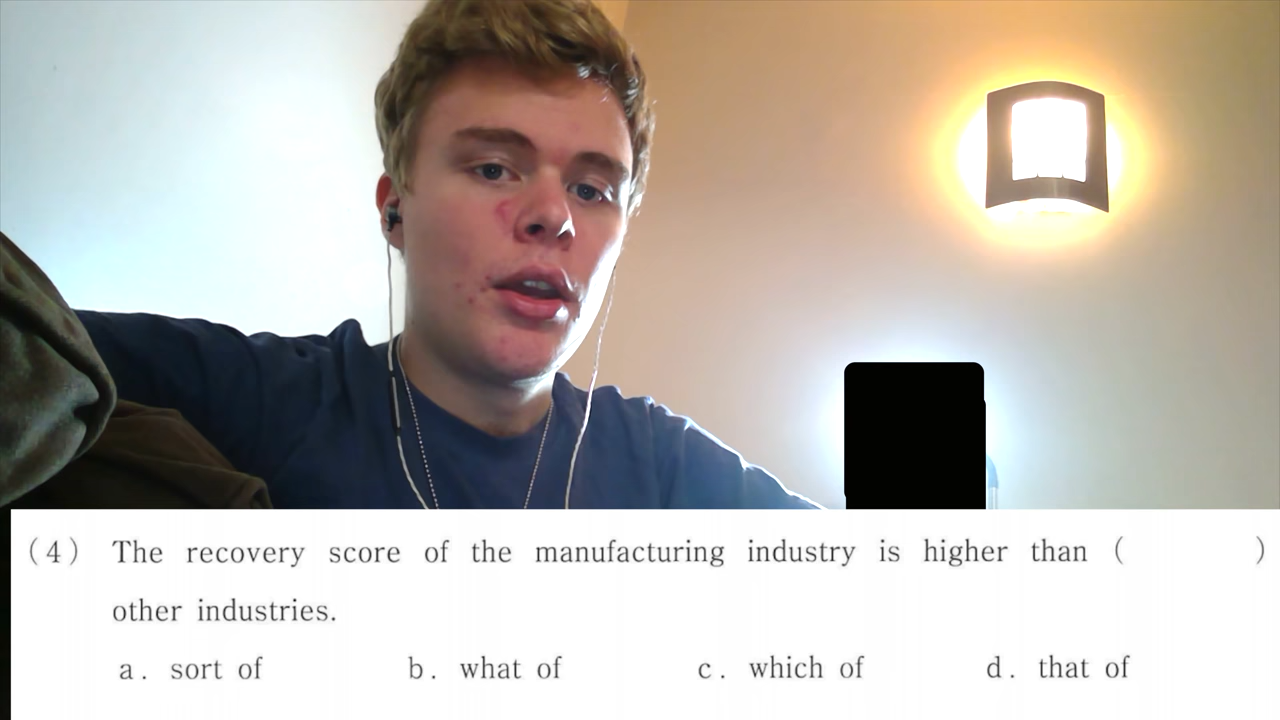 (4) The recovery score of the manufacturing industry is higher than ( )
other industries.
a. sort of b. what of c. which of d. that of